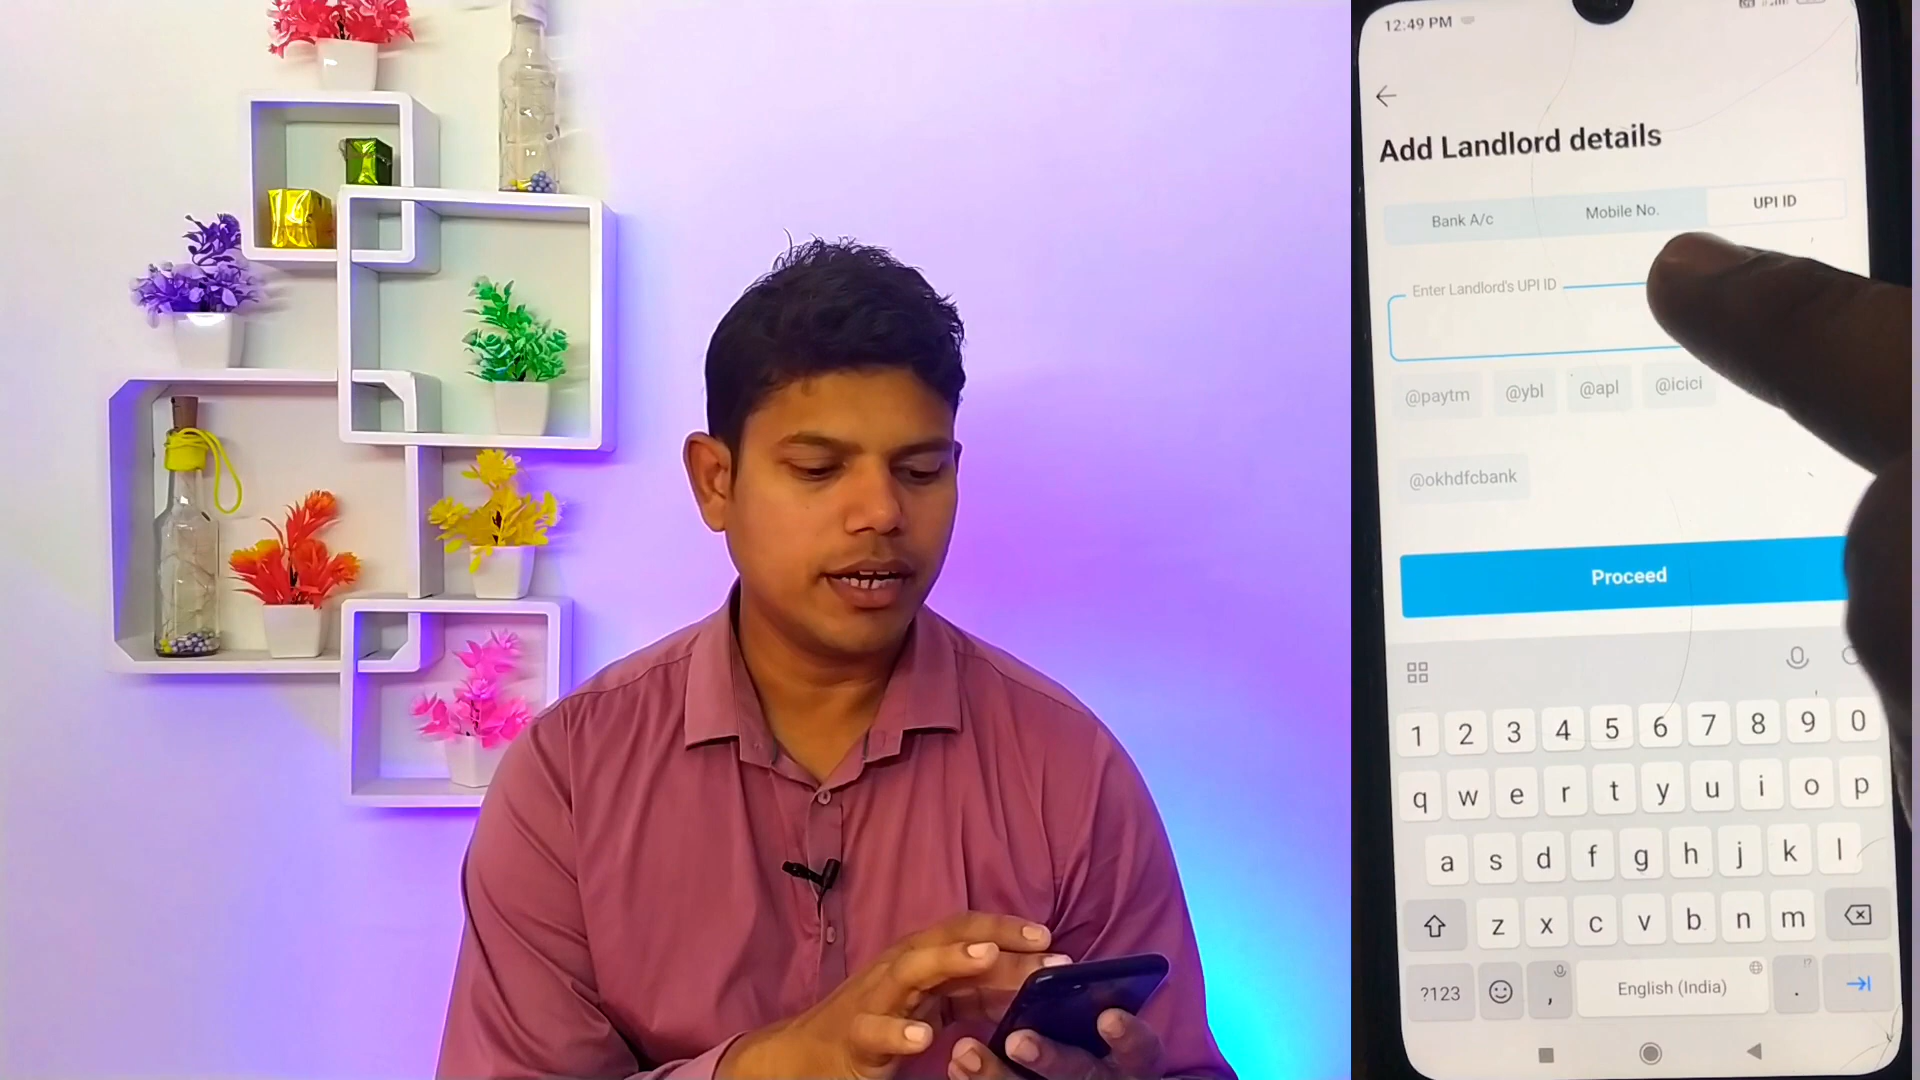 12:49 PM
Add Landlord details
Bank A/c Mobile No. UPI ID
Enter Landlord's UPI ID
@paytm @ybl @apl @icici
@okhdfcbank
Proceed
1 2 3 4 5 6 7 8 9 0
q w e r t y u i o p
a s d f g h j k l
z x c v b n m
!?
?123 , English (India) .